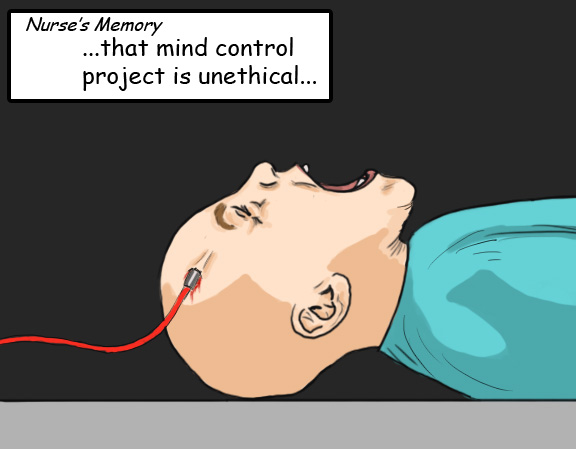 Nurse's Memory
...that mind control
project is unethical...